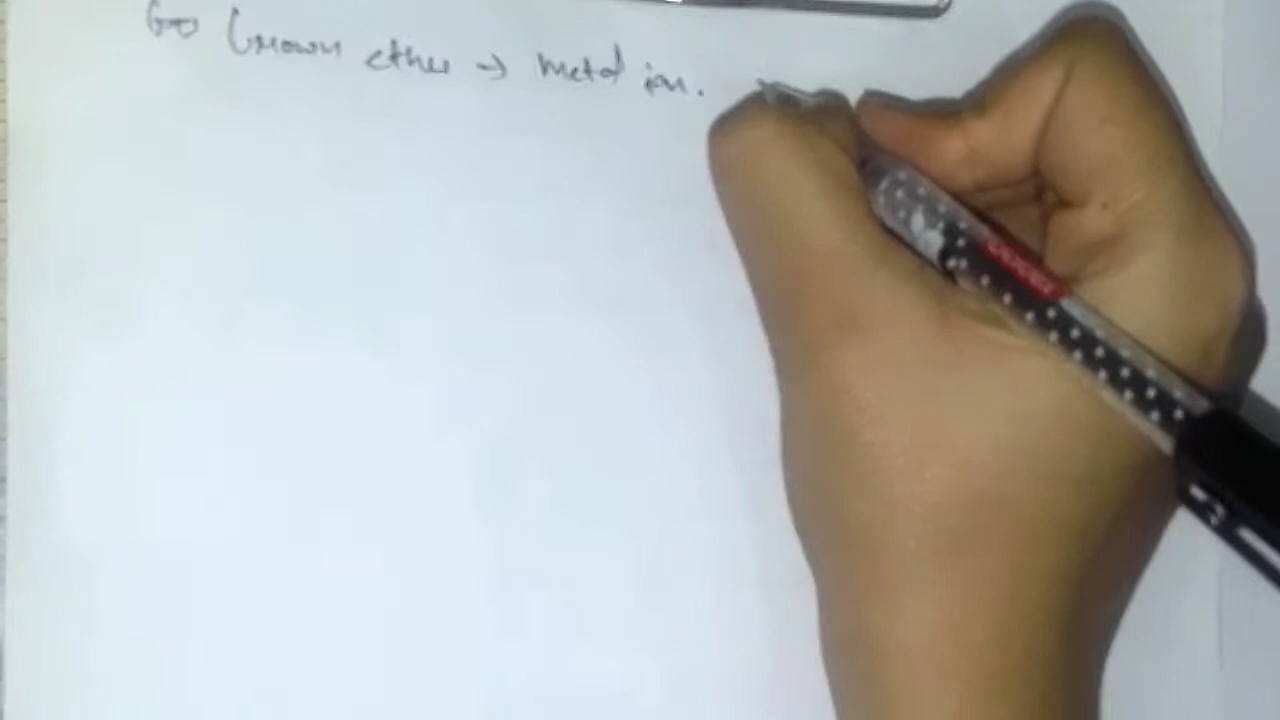 Crown ether → metal ion.